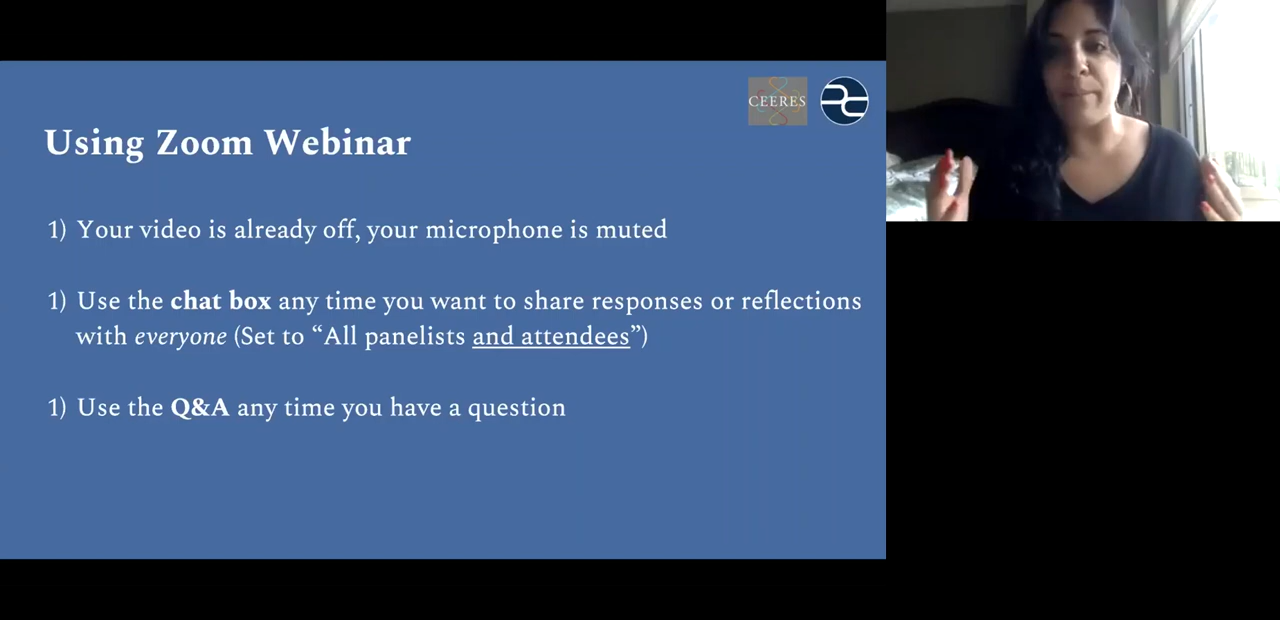 CEERES
Using Zoom Webinar
1) Your video is already off, your microphone is muted
1) Use the chat box any time you want to share responses or reflections
with everyone (Set to “All panelists and attendees”)
1) Use the Q&A any time you have a question